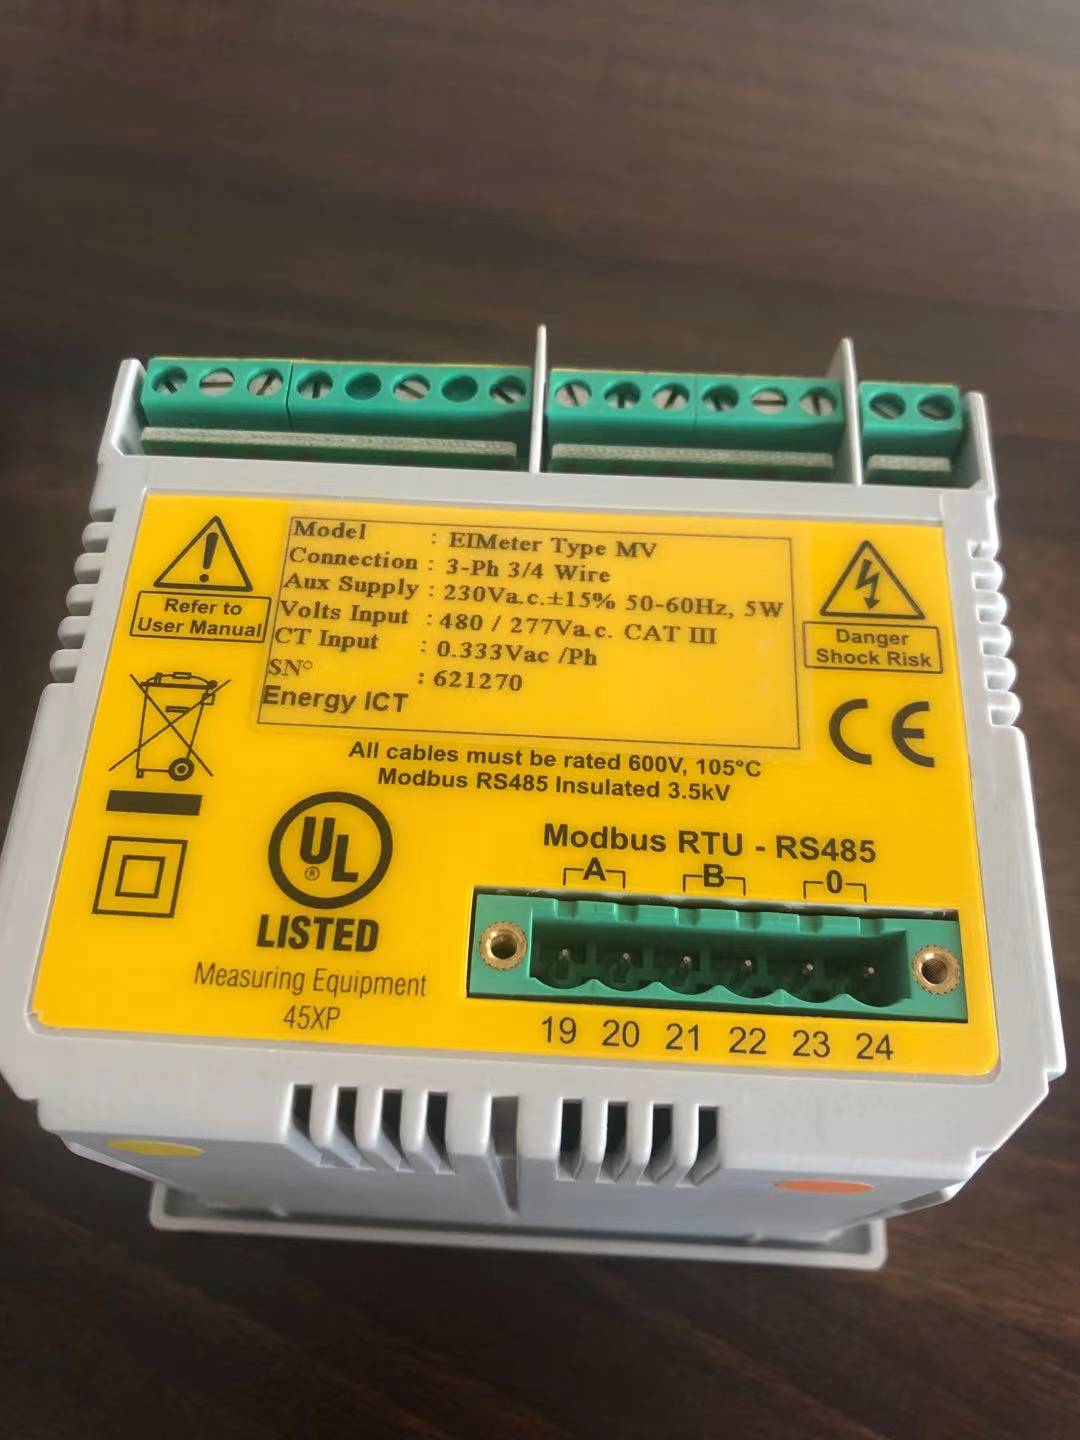 Model : EIMeter Type MV
Connection : 3-Ph 3/4 Wire
Aux Supply : 230Va.c.±15% 50-60Hz, 5W
Volts Input : 480 / 277Va.c. CAT III
CT Input : 0.333Vac /Ph
SN° : 621270
Energy ICT
Refer to
User Manual
Danger
Shock Risk
CE
All cables must be rated 600V, 105°C
Modbus RS485 Insulated 3.5kV
UL
®
LISTED
Measuring Equipment
45XP
Modbus RTU - RS485
A B 0
19 20 21 22 23 24